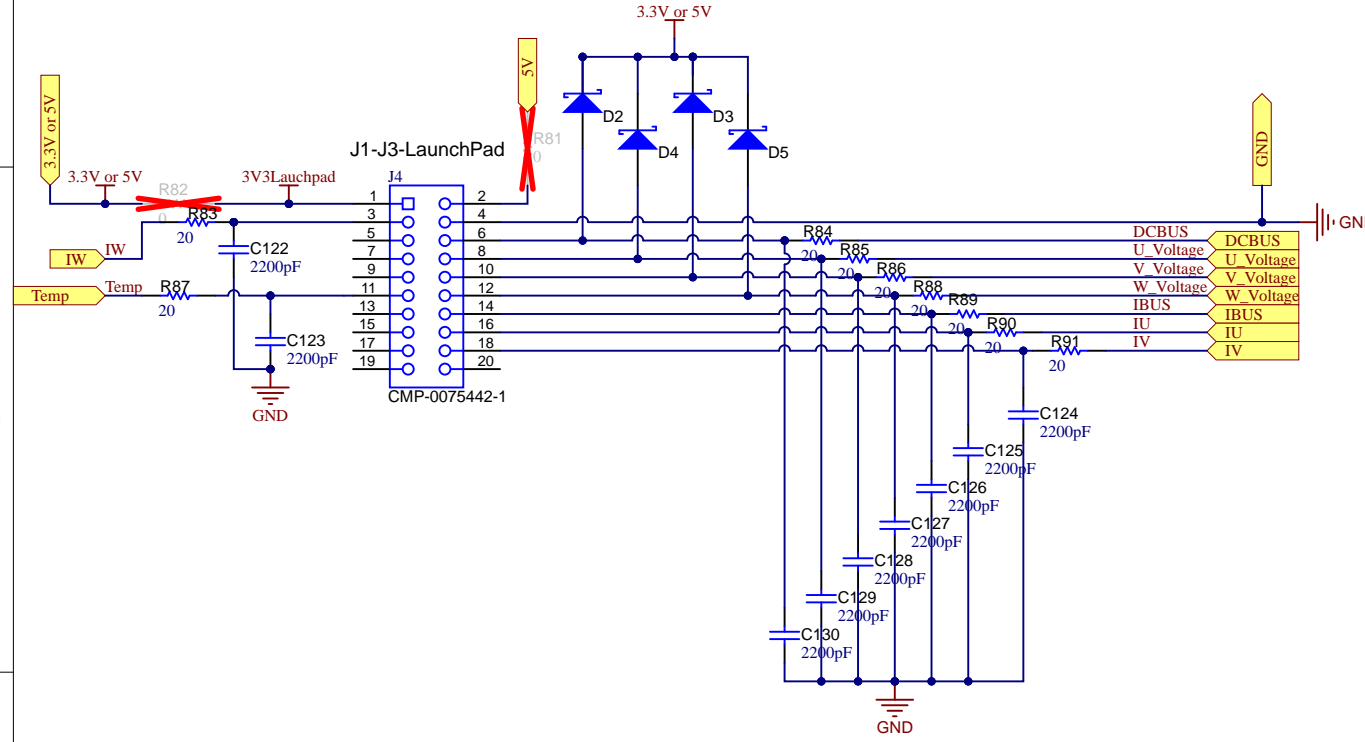 3.3V or 5V
5V
3.3V or 5V
R81
0
D2
D3
D4
D5
GND
J1-J3-LaunchPad
3.3V or 5V
R82
0
3V3Lauchpad
J4
1
2
3
4
5
6
7
8
9
10
11
12
13
14
15
16
17
18
19
20
CMP-0075442-1
R83
20
IW
IW
C122
2200pF
Temp
Temp
R87
20
C123
2200pF
GND
GND
R84
20
DCBUS
DCBUS
R85
20
U_Voltage
U_Voltage
R86
20
V_Voltage
V_Voltage
R88
20
W_Voltage
W_Voltage
R89
20
IBUS
IBUS
R90
20
IU
IU
R91
20
IV
IV
C124
2200pF
C125
2200pF
C126
2200pF
C127
2200pF
C128
2200pF
C129
2200pF
C130
2200pF
GND